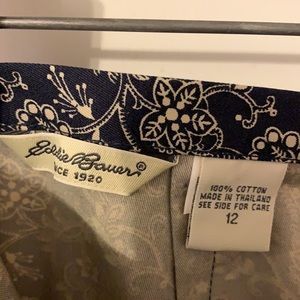 Eddie Bauer®
SINCE 1920
100% COTTON
MADE IN THAILAND
SEE SIDE FOR CARE
12